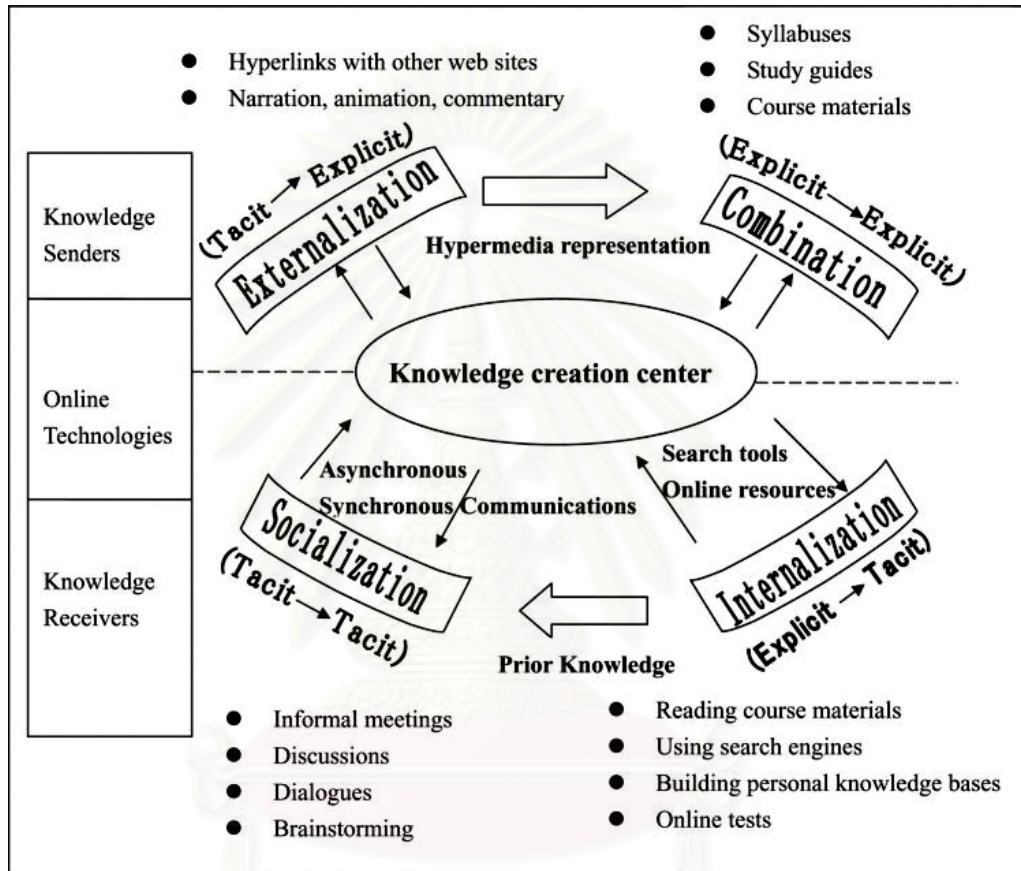 ● Hyperlinks with other web sites
● Narration, animation, commentary
● Syllabuses
● Study guides
● Course materials
Knowledge
Senders
Online
Technologies
Knowledge
Receivers
(Tacit → Explicit)
Externalization
Hypermedia representation
(Explicit → Explicit)
Combination
Knowledge creation center
Asynchronous
Synchronous Communications
Search tools
Online resources
Socialization
(Tacit → Tacit)
Internalization
(Explicit → Tacit)
Prior Knowledge
● Informal meetings
● Discussions
● Dialogues
● Brainstorming
● Reading course materials
● Using search engines
● Building personal knowledge bases
● Online tests